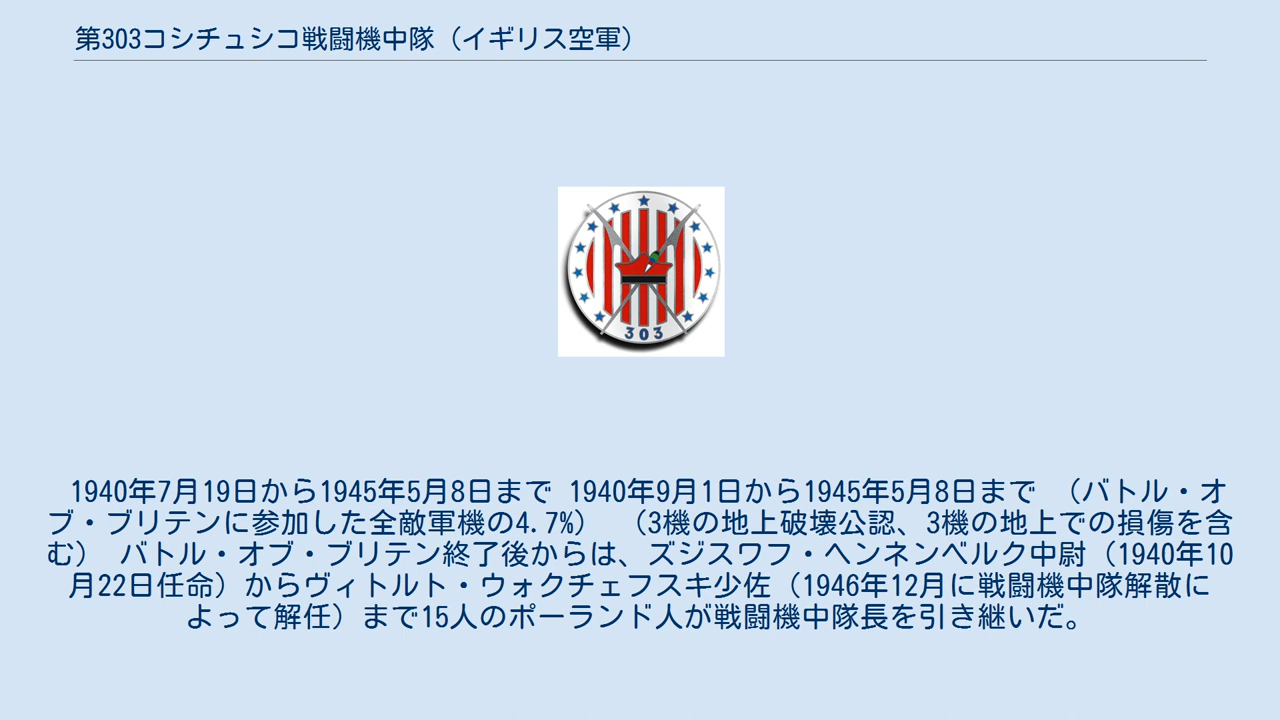 第303コシチュシコ戦闘機中隊（イギリス空軍）
303
1940年7月19日から1945年5月8日まで 1940年9月1日から1945年5月8日まで （バトル・オ
ブ・ブリテンに参加した全敵軍機の4.7%） （3機の地上破壊公認、3機の地上での損傷を含
む） バトル・オブ・ブリテン終了後からは、ズジスワフ・ヘンネンベルク中尉（1940年10
月22日任命）からヴィトルト・ウォクチェフスキ少佐（1946年12月に戦闘機中隊解散に
よって解任）まで15人のポーランド人が戦闘機中隊長を引き継いだ。